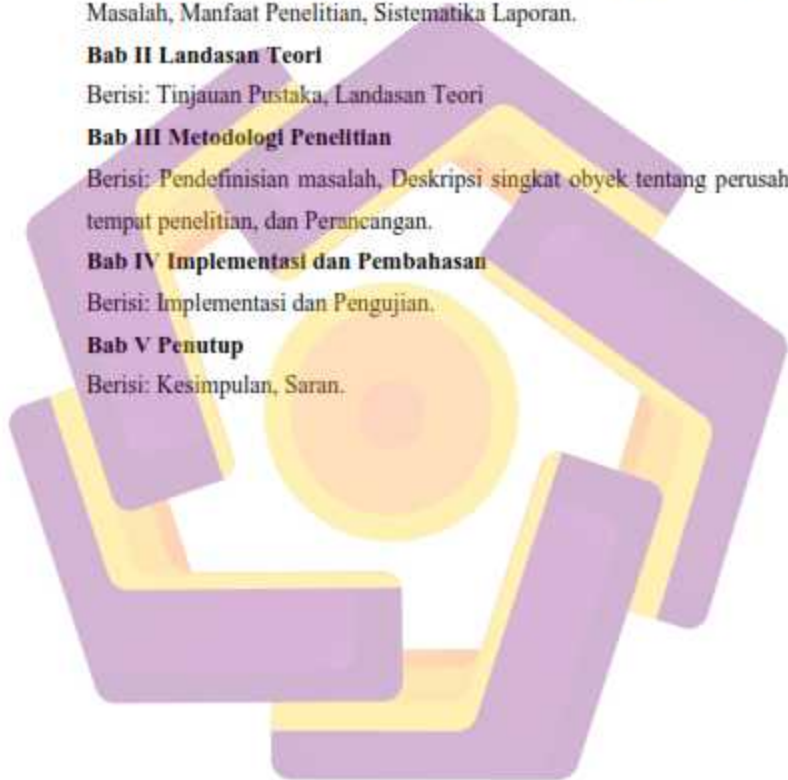 Masalah, Manfaat Penelitian, Sistematika Laporan.
Bab II Landasan Teori
Berisi: Tinjauan Pustaka, Landasan Teori
Bab III Metodologi Penelitian
Berisi: Pendefinisian masalah, Deskripsi singkat obyek tentang perusah
tempat penelitian, dan Perancangan.
Bab IV Implementasi dan Pembahasan
Berisi: Implementasi dan Pengujian.
Bab V Penutup
Berisi: Kesimpulan, Saran.